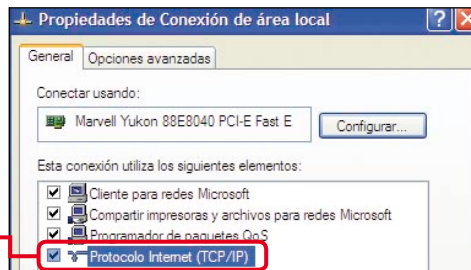 Propiedades de Conexión de área local
General
Opciones avanzadas
Conectar usando:
Marvell Yukon 88E8040 PCI-E Fast E
Configurar...
Esta conexión utiliza los siguientes elementos:
Cliente para redes Microsoft
Compartir impresoras y archivos para redes Microsoft
Programador de paquetes QoS
Protocolo Internet (TCP/IP)